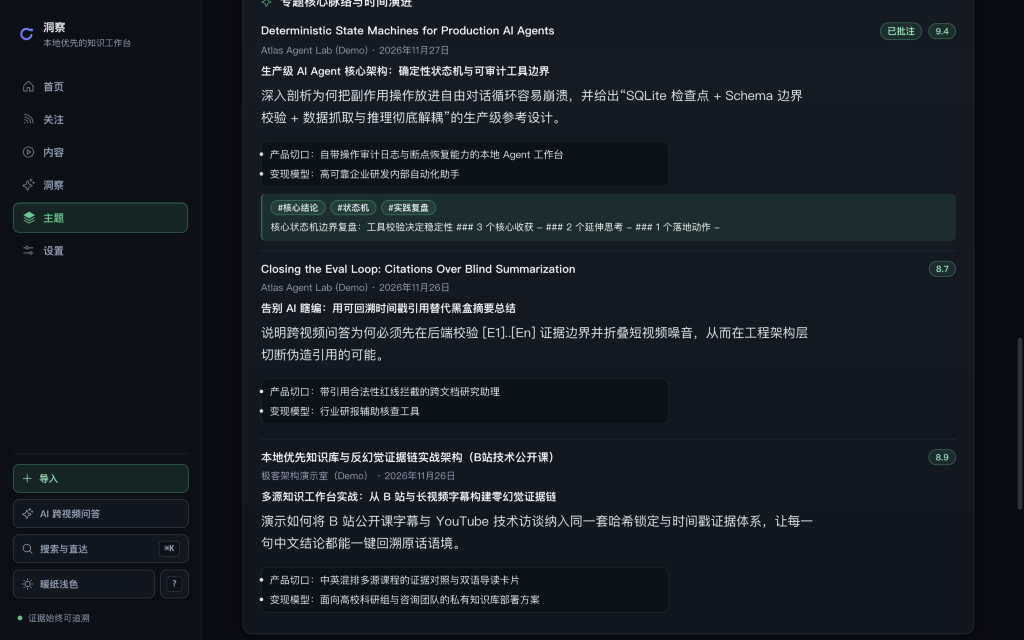 洞察
本地优先的知识工作台
首页
关注
内容
洞察
主题
设置
导入
AI 跨视频问答
搜索与直达 ⌘K
暖纸浅色 ?
证据始终可追溯
专题核心脉络与时间演进
Deterministic State Machines for Production AI Agents 已批注 9.4
Atlas Agent Lab (Demo) · 2026年11月27日
生产级 AI Agent 核心架构：确定性状态机与可审计工具边界
深入剖析为何把副作用操作放进自由对话循环容易崩溃，并给出“SQLite 检查点 + Schema 边界
校验 + 数据抓取与推理彻底解耦”的生产级参考设计。
• 产品切口：自带操作审计日志与断点恢复能力的本地 Agent 工作台
• 变现模型：高可靠企业研发内部自动化助手
#核心结论 #状态机 #实践复盘
核心状态机边界复盘：工具校验决定稳定性 ### 3 个核心收获 – ### 2 个延伸思考 – ### 1 个落地动作 –
Closing the Eval Loop: Citations Over Blind Summarization 8.7
Atlas Agent Lab (Demo) · 2026年11月26日
告别 AI 瞎编：用可回溯时间戳引用替代黑盒摘要总结
说明跨视频问答为何必须先在后端校验 [E1]..[En] 证据边界并折叠短视频噪音，从而在工程架构层
切断伪造引用的可能。
• 产品切口：带引用合法性红线拦截的跨文档研究助理
• 变现模型：行业研报辅助核查工具
本地优先知识库与反幻觉证据链实战架构（B站技术公开课） 8.9
极客架构演示室（Demo） · 2026年11月26日
多源知识工作台实战：从 B 站与长视频字幕构建零幻觉证据链
演示如何将 B 站公开课字幕与 YouTube 技术访谈纳入同一套哈希锁定与时间戳证据体系，让每一
句中文结论都能一键回溯原话语境。
• 产品切口：中英混排多源课程的证据对照与双语导读卡片
• 变现模型：面向高校科研组与咨询团队的私有知识库部署方案